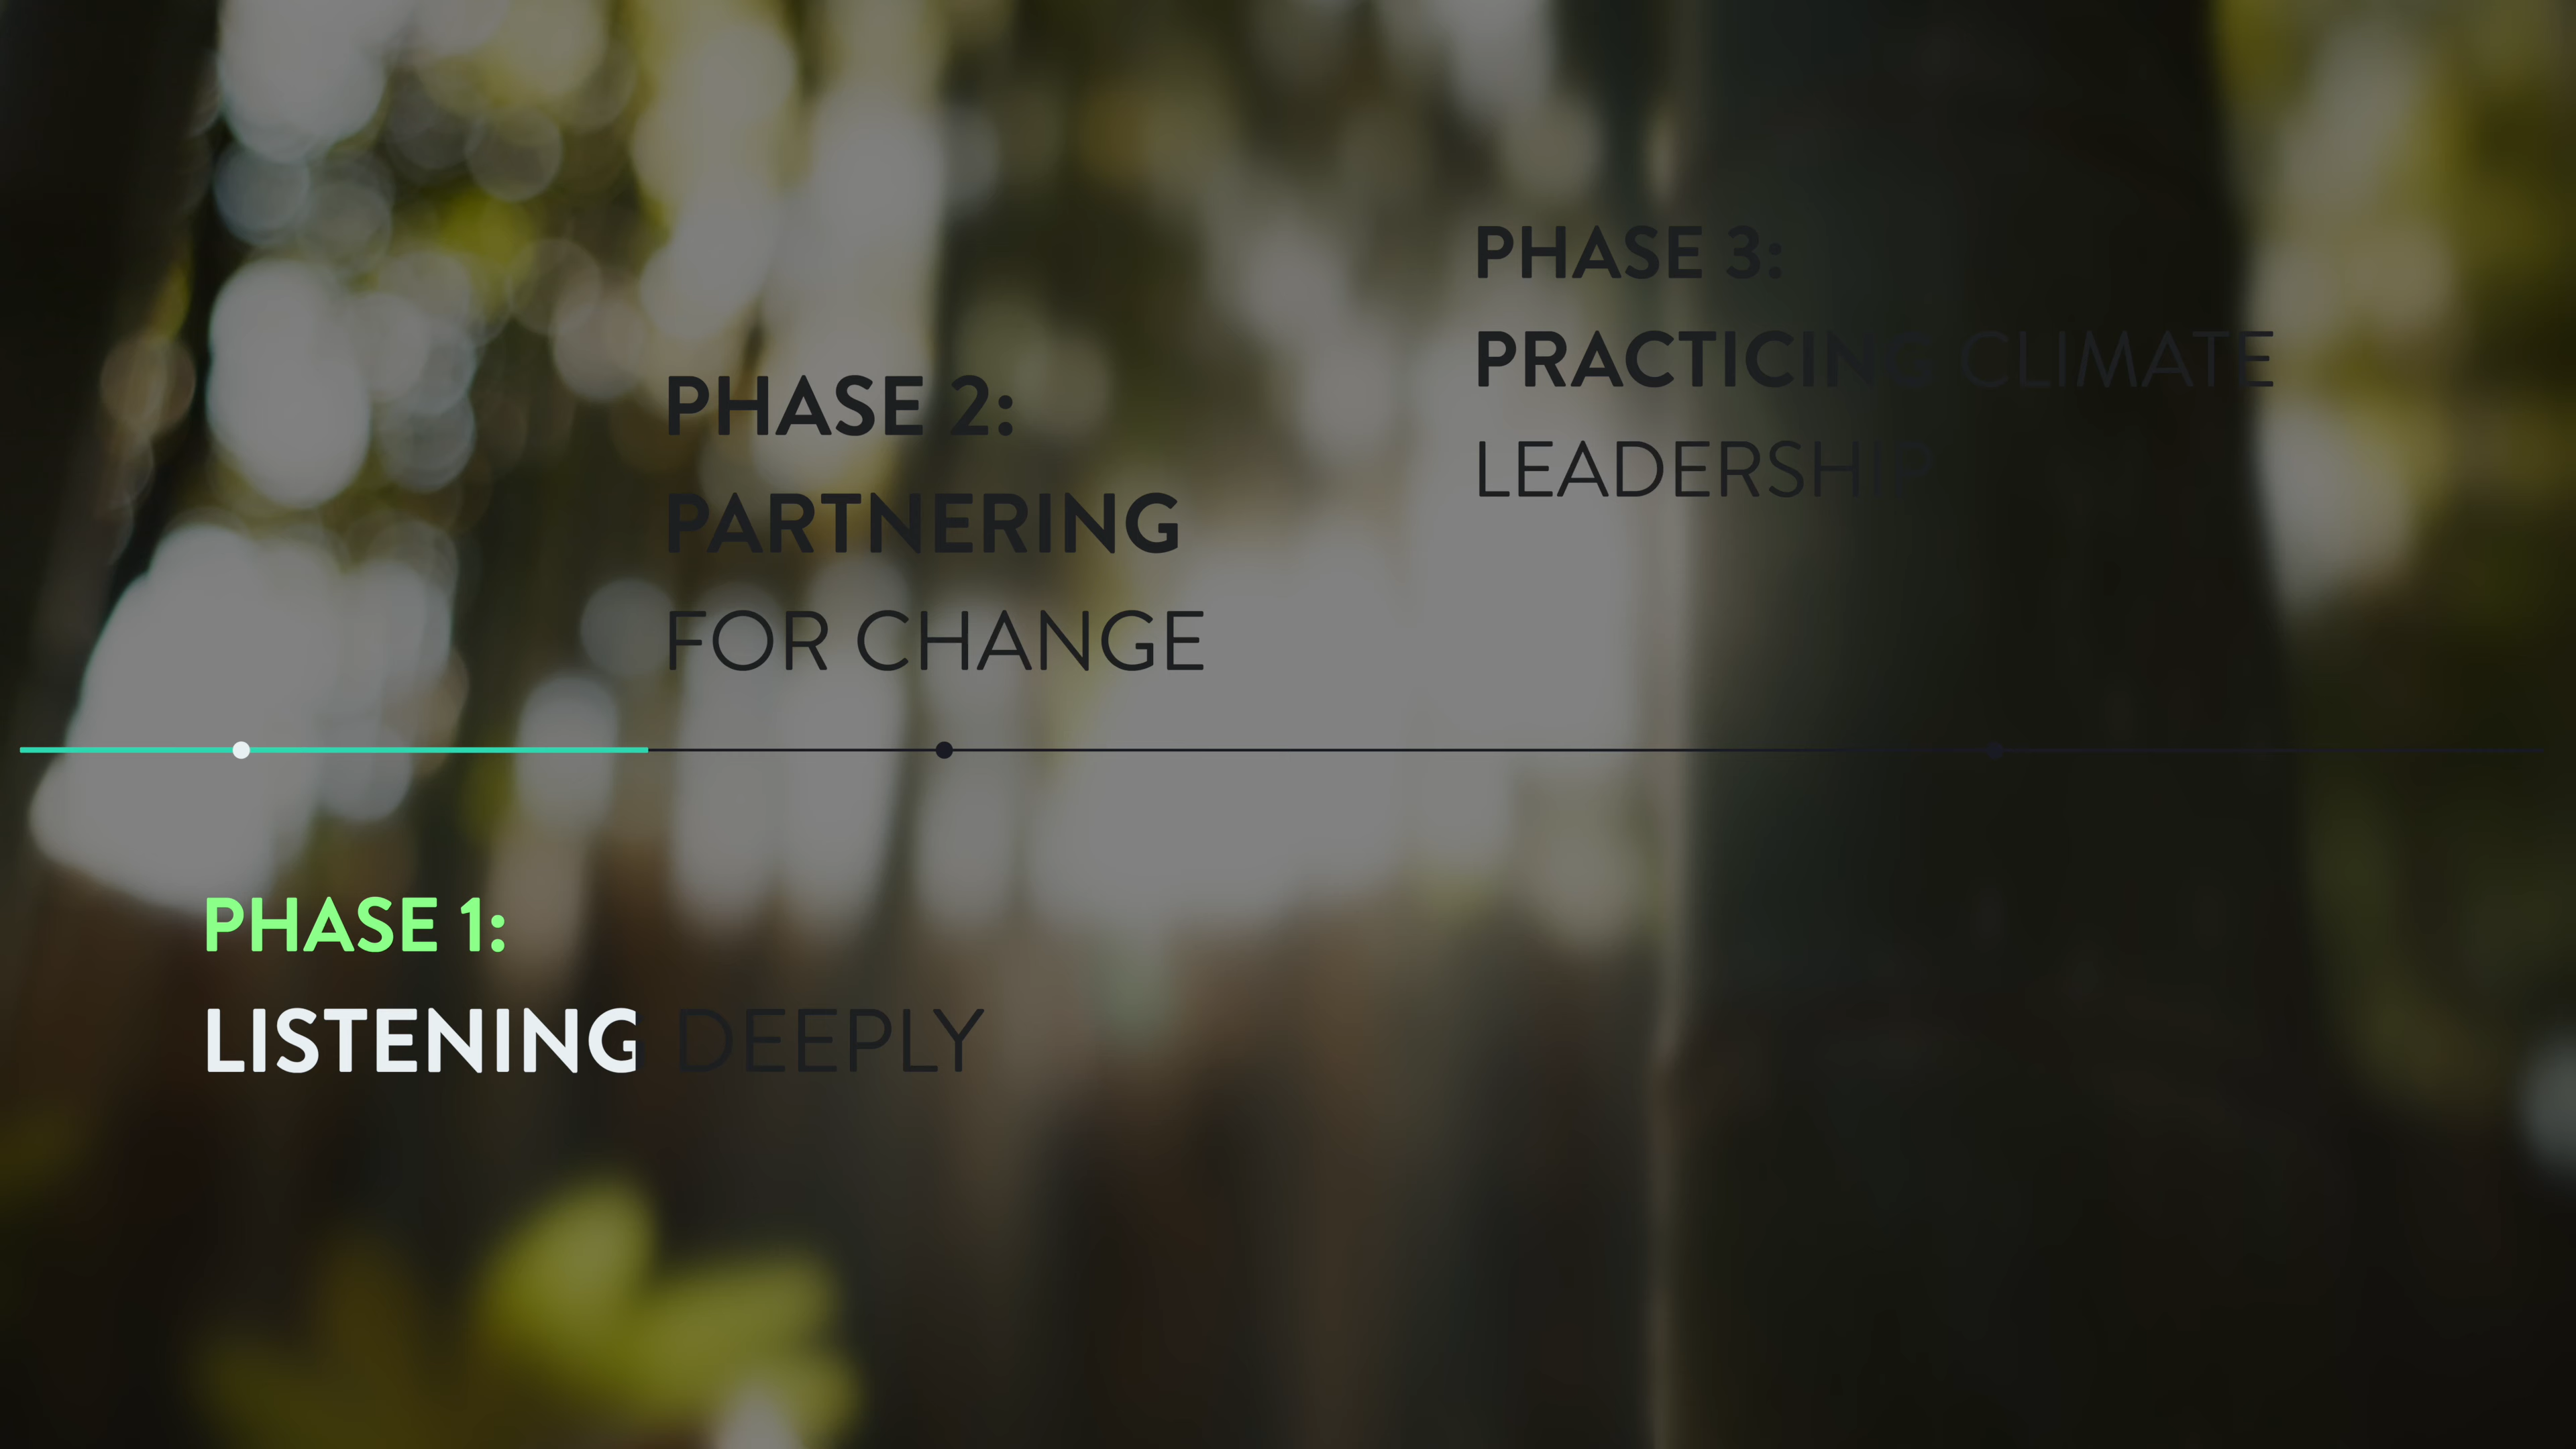 PHASE 1:
LISTENING DEEPLY
PHASE 2:
PARTNERING
FOR CHANGE
PHASE 3:
PRACTICING CLIMATE
LEADERSHIP